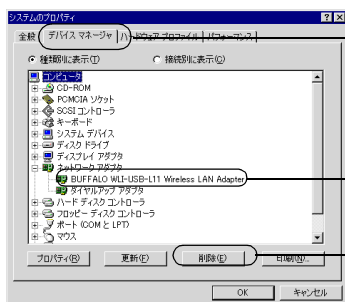 システムのプロパティ
全般 デバイス マネージャ ハードウェア プロファイル パフォーマンス
種類別に表示(T) 接続別に表示(C)
コンピュータ
CD-ROM
PCMCIA ソケット
SCSI コントローラ
キーボード
システム デバイス
ディスク ドライブ
ディスプレイ アダプタ
ネットワーク アダプタ
BUFFALO WLI-USB-L11 Wireless LAN Adapter
ダイヤルアップ アダプタ
ハード ディスク コントローラ
フロッピー ディスク コントローラ
ポート (COM と LPT)
マウス
プロパティ(R) 更新(F) 削除(E) 印刷(N)...
OK キャンセル